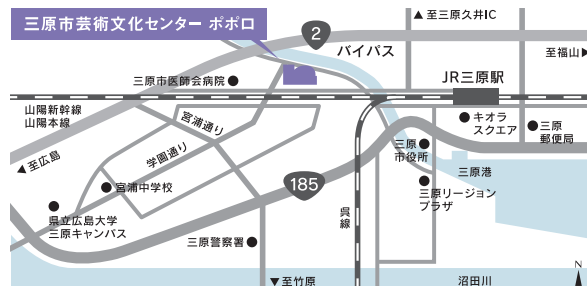 三原市芸術文化センター ポポロ
2
バイパス
▲至三原久井IC
至福山▶
三原市医師会病院
JR三原駅
山陽新幹線
山陽本線
宮浦通り
キオラ
スクエア
三原
郵便局
学園通り
三原
市役所
▲至広島
三原港
宮浦中学校
185
三原リージョン
プラザ
県立広島大学
三原キャンパス
呉線
三原警察署
▼至竹原
沼田川
N